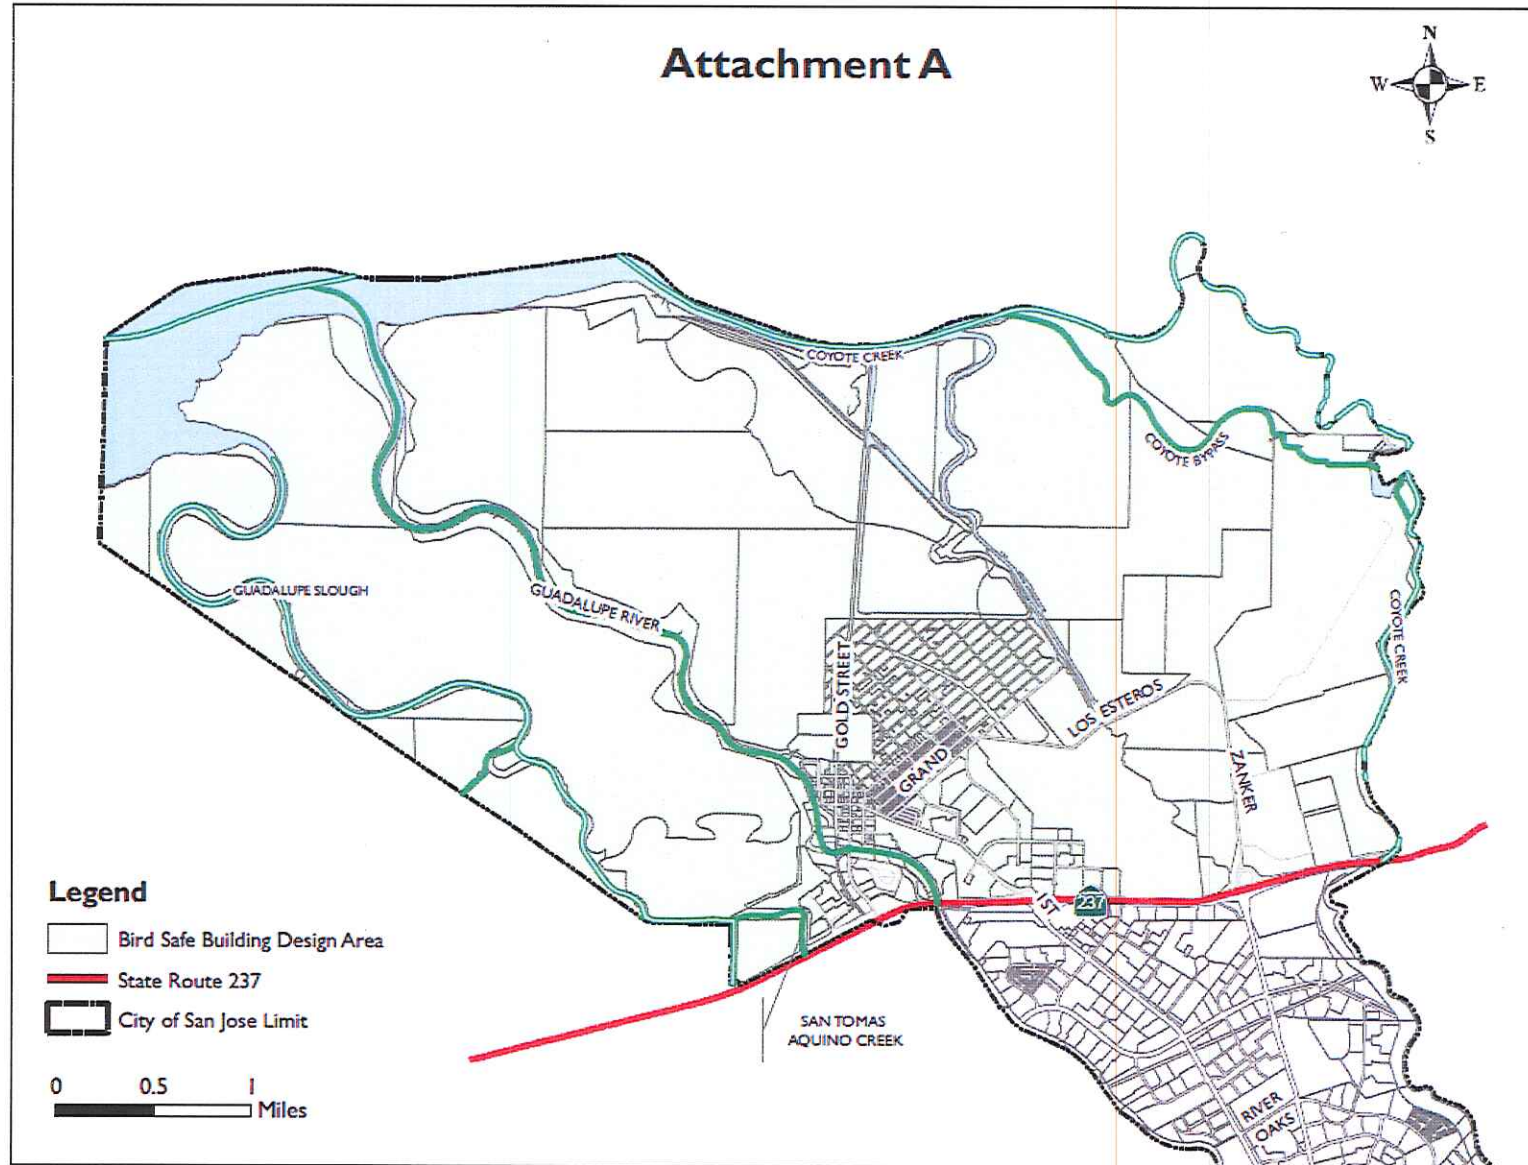 Attachment A
N
W E
S
COYOTE CREEK
COYOTE BYPASS
GUADALUPE SLOUGH
GUADALUPE RIVER
COYOTE CREEK
GOLD STREET
LOS ESTEROS
GRAND
ZANKER
1ST
237
Legend
Bird Safe Building Design Area
State Route 237
City of San Jose Limit
SAN TOMAS
AQUINO CREEK
0 0.5 1
Miles
RIVER
OAKS